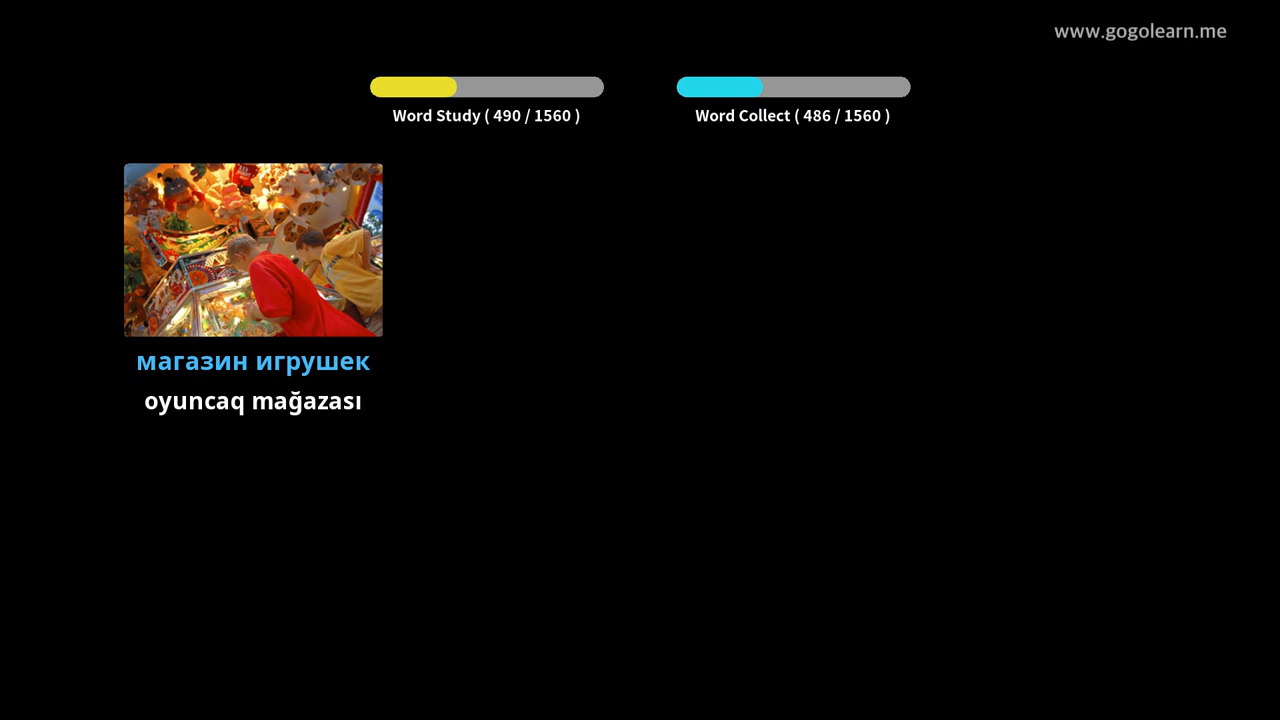 www.gogolearn.me
Word Study ( 490 / 1560 )
Word Collect ( 486 / 1560 )
магазин игрушек
oyuncaq mağazası